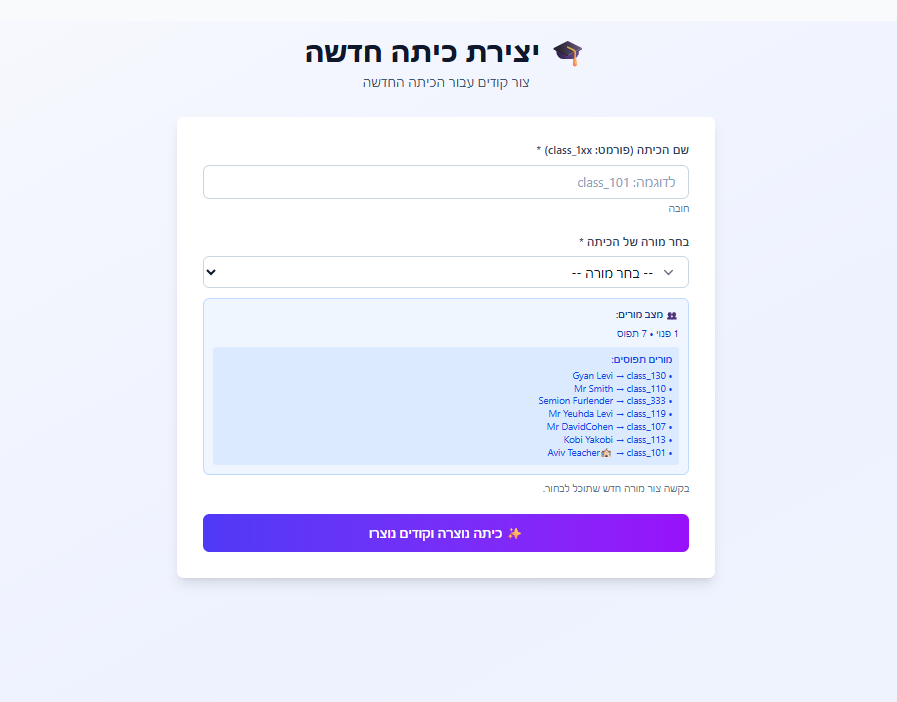 🎓 יצירת כיתה חדשה
צור קודים עבור הכיתה החדשה
שם הכיתה (פורמט: class_1xx) *
לדוגמה: class_101
חובה
בחר מורה של הכיתה *
-- בחר מורה --
👥 מצב מורים:
1 פנוי • 7 תפוס
מורים תפוסים:
• Gyan Levi → class_130
• Mr Smith → class_110
• Semion Furlender → class_333
• Mr Yeuhda Levi → class_119
• Mr DavidCohen → class_107
• Kobi Yakobi → class_113
• Aviv Teacher🏫 → class_101
בקשה צור מורה חדש שתוכל לבחור.
✨ כיתה נוצרה וקודים נוצרו